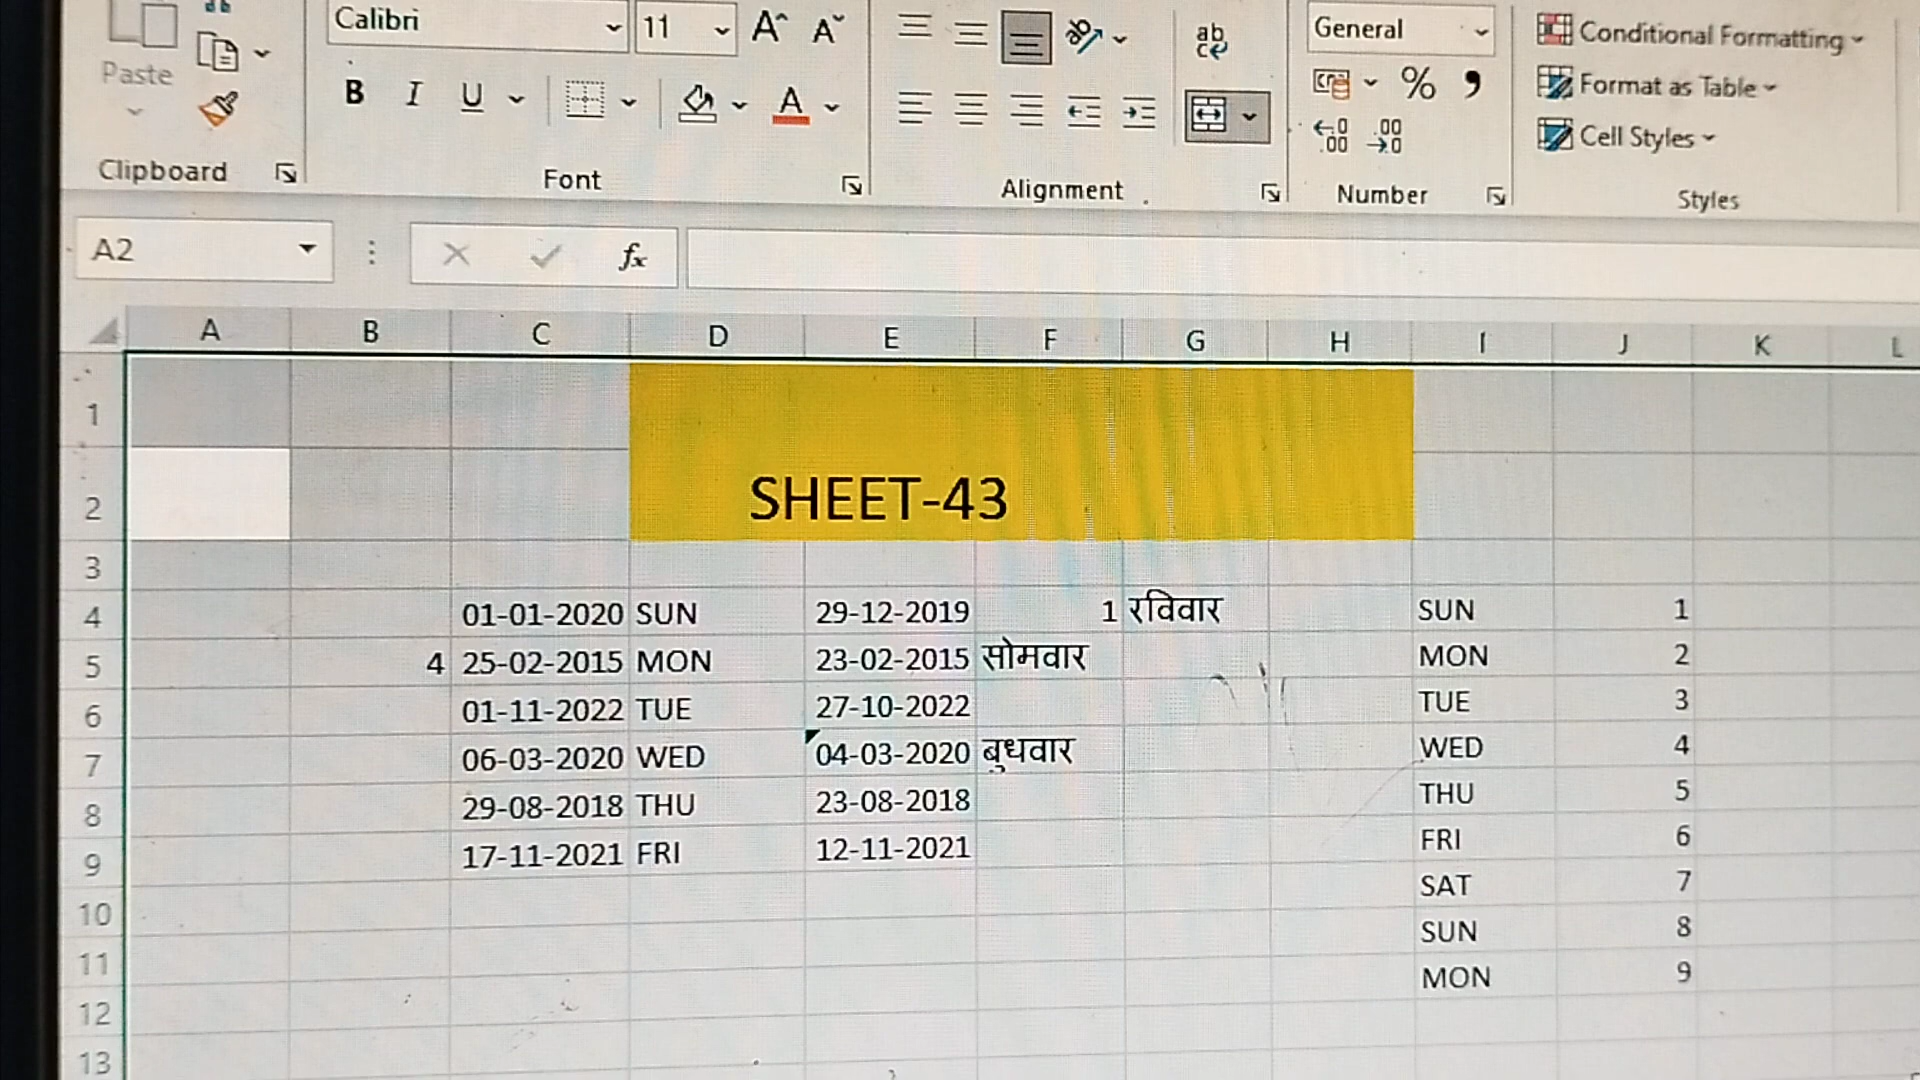 Calibri 11 A^ Aˇ ab General Conditional Formatting
Paste B I U A % , Format as Table
Cell Styles
Clipboard Font Alignment Number Styles
A2 fx
A B C D E F G H I J K L
1
2 SHEET-43
3
4 01-01-2020 SUN 29-12-2019 1 रविवार SUN 1
5 4 25-02-2015 MON 23-02-2015 सोमवार MON 2
6 01-11-2022 TUE 27-10-2022 TUE 3
7 06-03-2020 WED 04-03-2020 बुधवार WED 4
8 29-08-2018 THU 23-08-2018 THU 5
9 17-11-2021 FRI 12-11-2021 FRI 6
10 SAT 7
11 SUN 8
12 MON 9
13